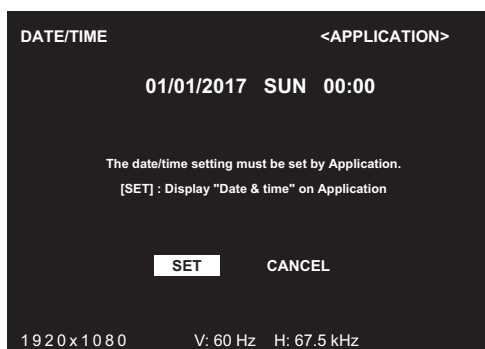 DATE/TIME <APPLICATION>
01/01/2017 SUN 00:00
The date/time setting must be set by Application.
[SET] : Display "Date & time" on Application
SET CANCEL
1920x1080 V: 60 Hz H: 67.5 kHz